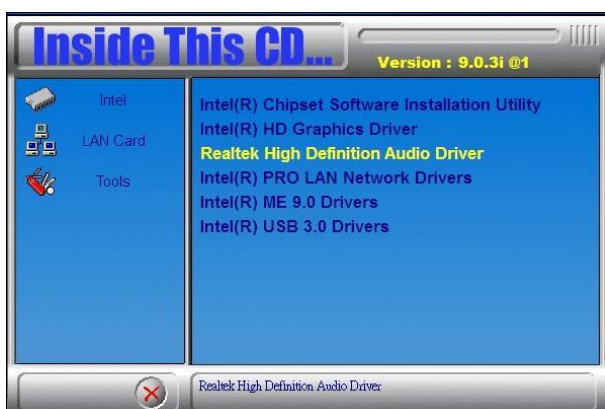 Inside This CD...
Version : 9.0.3i @1
Intel
LAN Card
Tools
Intel(R) Chipset Software Installation Utility
Intel(R) HD Graphics Driver
Realtek High Definition Audio Driver
Intel(R) PRO LAN Network Drivers
Intel(R) ME 9.0 Drivers
Intel(R) USB 3.0 Drivers
Realtek High Definition Audio Driver